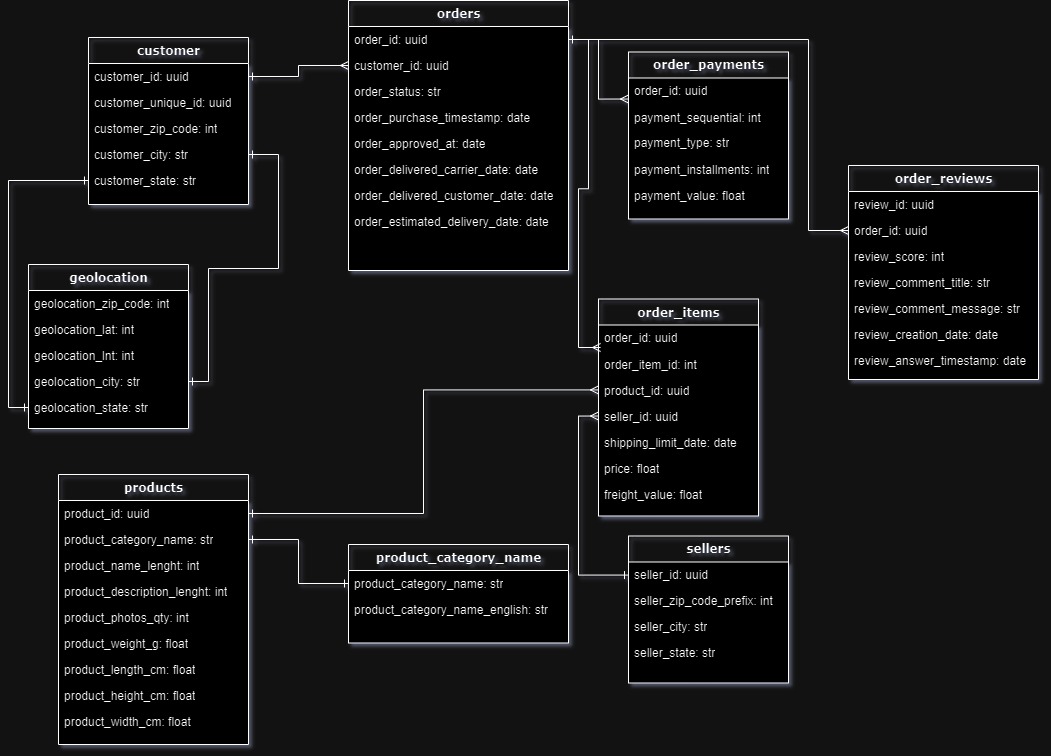 orders
order_id: uuid
customer_id: uuid
order_status: str
order_purchase_timestamp: date
order_approved_at: date
order_delivered_carrier_date: date
order_delivered_customer_date: date
order_estimated_delivery_date: date
customer
customer_id: uuid
customer_unique_id: uuid
customer_zip_code: int
customer_city: str
customer_state: str
order_payments
order_id: uuid
payment_sequential: int
payment_type: str
payment_installments: int
payment_value: float
order_reviews
review_id: uuid
order_id: uuid
review_score: int
review_comment_title: str
review_comment_message: str
review_creation_date: date
review_answer_timestamp: date
geolocation
geolocation_zip_code: int
geolocation_lat: int
geolocation_lnt: int
geolocation_city: str
geolocation_state: str
order_items
order_id: uuid
order_item_id: int
product_id: uuid
seller_id: uuid
shipping_limit_date: date
price: float
freight_value: float
products
product_id: uuid
product_category_name: str
product_name_lenght: int
product_description_lenght: int
product_photos_qty: int
product_weight_g: float
product_length_cm: float
product_height_cm: float
product_width_cm: float
product_category_name
product_category_name: str
product_category_name_english: str
sellers
seller_id: uuid
seller_zip_code_prefix: int
seller_city: str
seller_state: str